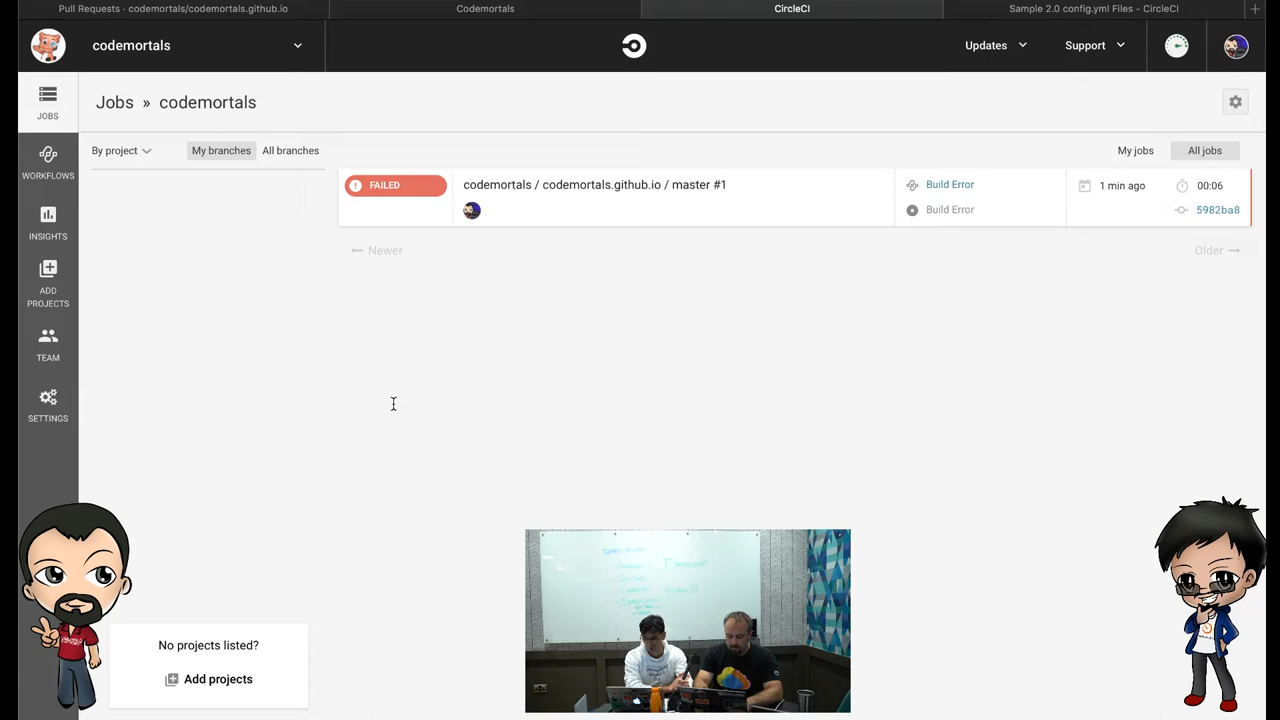 Pull Requests · codemortals/codemortals.github.io
Codemortals
CircleCI
Sample 2.0 config.yml Files - CircleCI
codemortals
Updates
Support
JOBS
WORKFLOWS
INSIGHTS
ADD
PROJECTS
TEAM
SETTINGS
Jobs » codemortals
By project
My branches
All branches
My jobs
All jobs
FAILED
codemortals / codemortals.github.io / master #1
Build Error
1 min ago
00:06
Build Error
5982ba8
← Newer
Older →
No projects listed?
Add projects